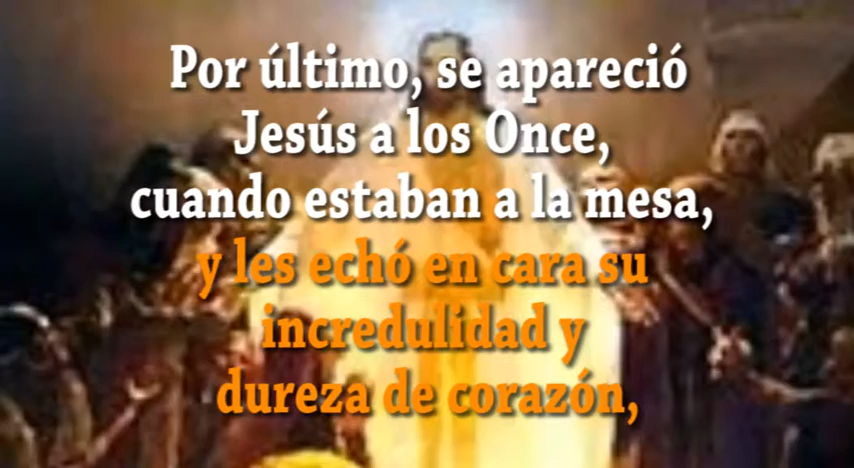 Por último, se apareció
Jesús a los Once,
cuando estaban a la mesa,
y les echó en cara su
incredulidad y
dureza de corazón,